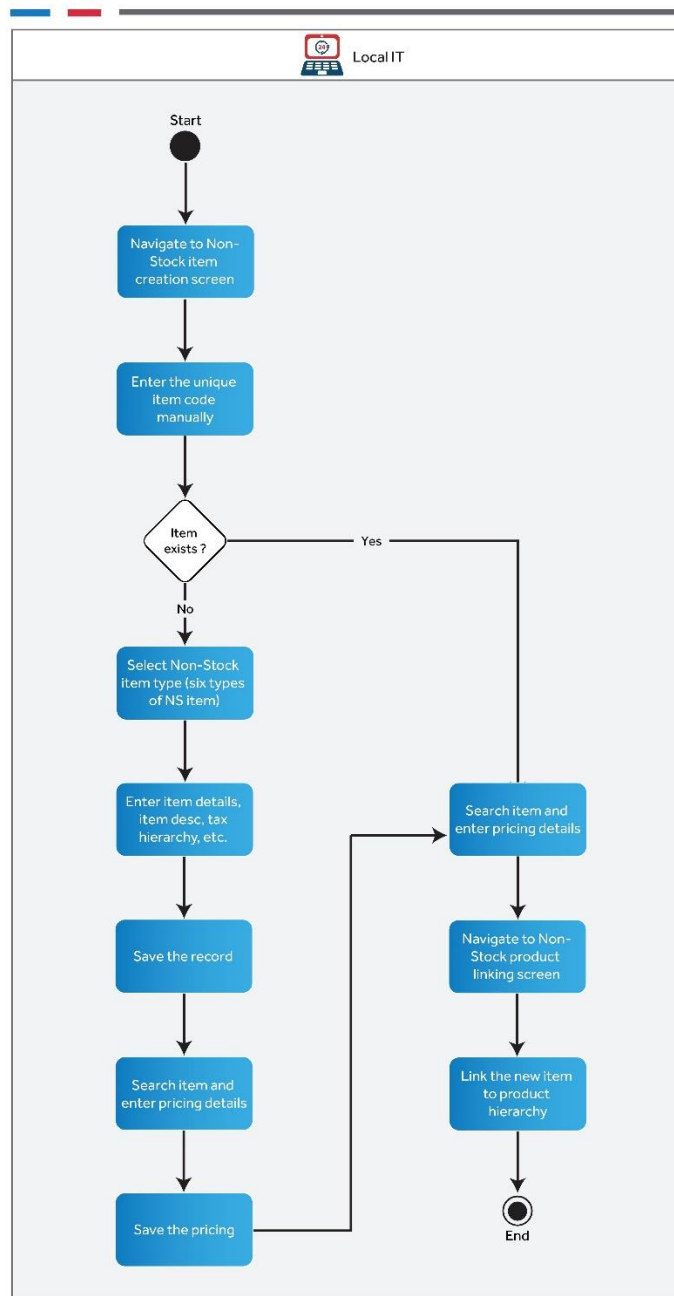 24
Local IT
Start
Navigate to Non-
Stock item
creation screen
Enter the unique
item code
manually
Item
exists ?
Yes
No
Select Non-Stock
item type (six types
of NS item)
Enter item details,
item desc, tax
hierarchy, etc.
Save the record
Search item and
enter pricing details
Save the pricing
Search item and
enter pricing details
Navigate to Non-
Stock product
linking screen
Link the new item
to product
hierarchy
End